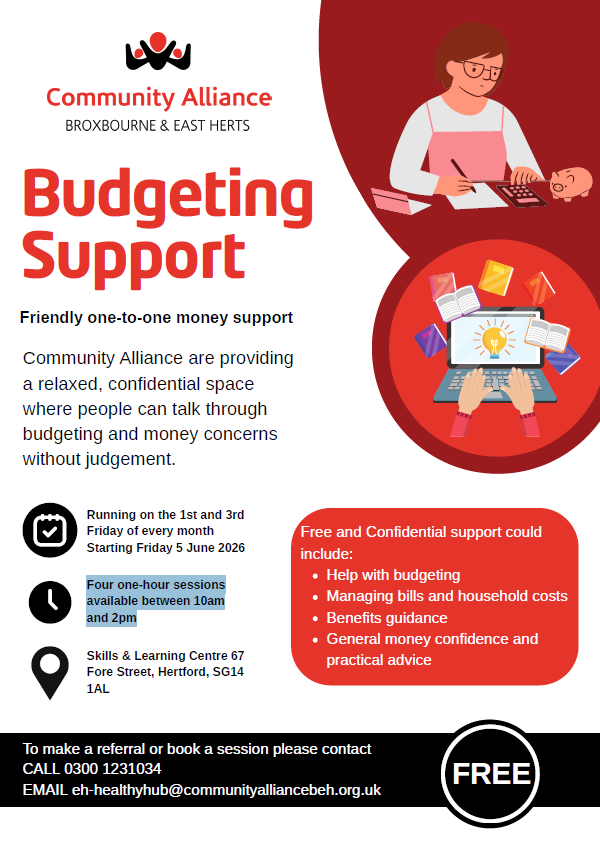 Community Alliance
BROXBOURNE & EAST HERTS
Budgeting
Support
Friendly one-to-one money support
Community Alliance are providing
a relaxed, confidential space
where people can talk through
budgeting and money concerns
without judgement.
Running on the 1st and 3rd
Friday of every month
Starting Friday 5 June 2026
Four one-hour sessions
available between 10am
and 2pm
Skills & Learning Centre 67
Fore Street, Hertford, SG14
1AL
Free and Confidential support could
include:
• Help with budgeting
• Managing bills and household costs
• Benefits guidance
• General money confidence and
practical advice
To make a referral or book a session please contact
CALL 0300 1231034
EMAIL eh-healthyhub@communityalliancebeh.org.uk
FREE